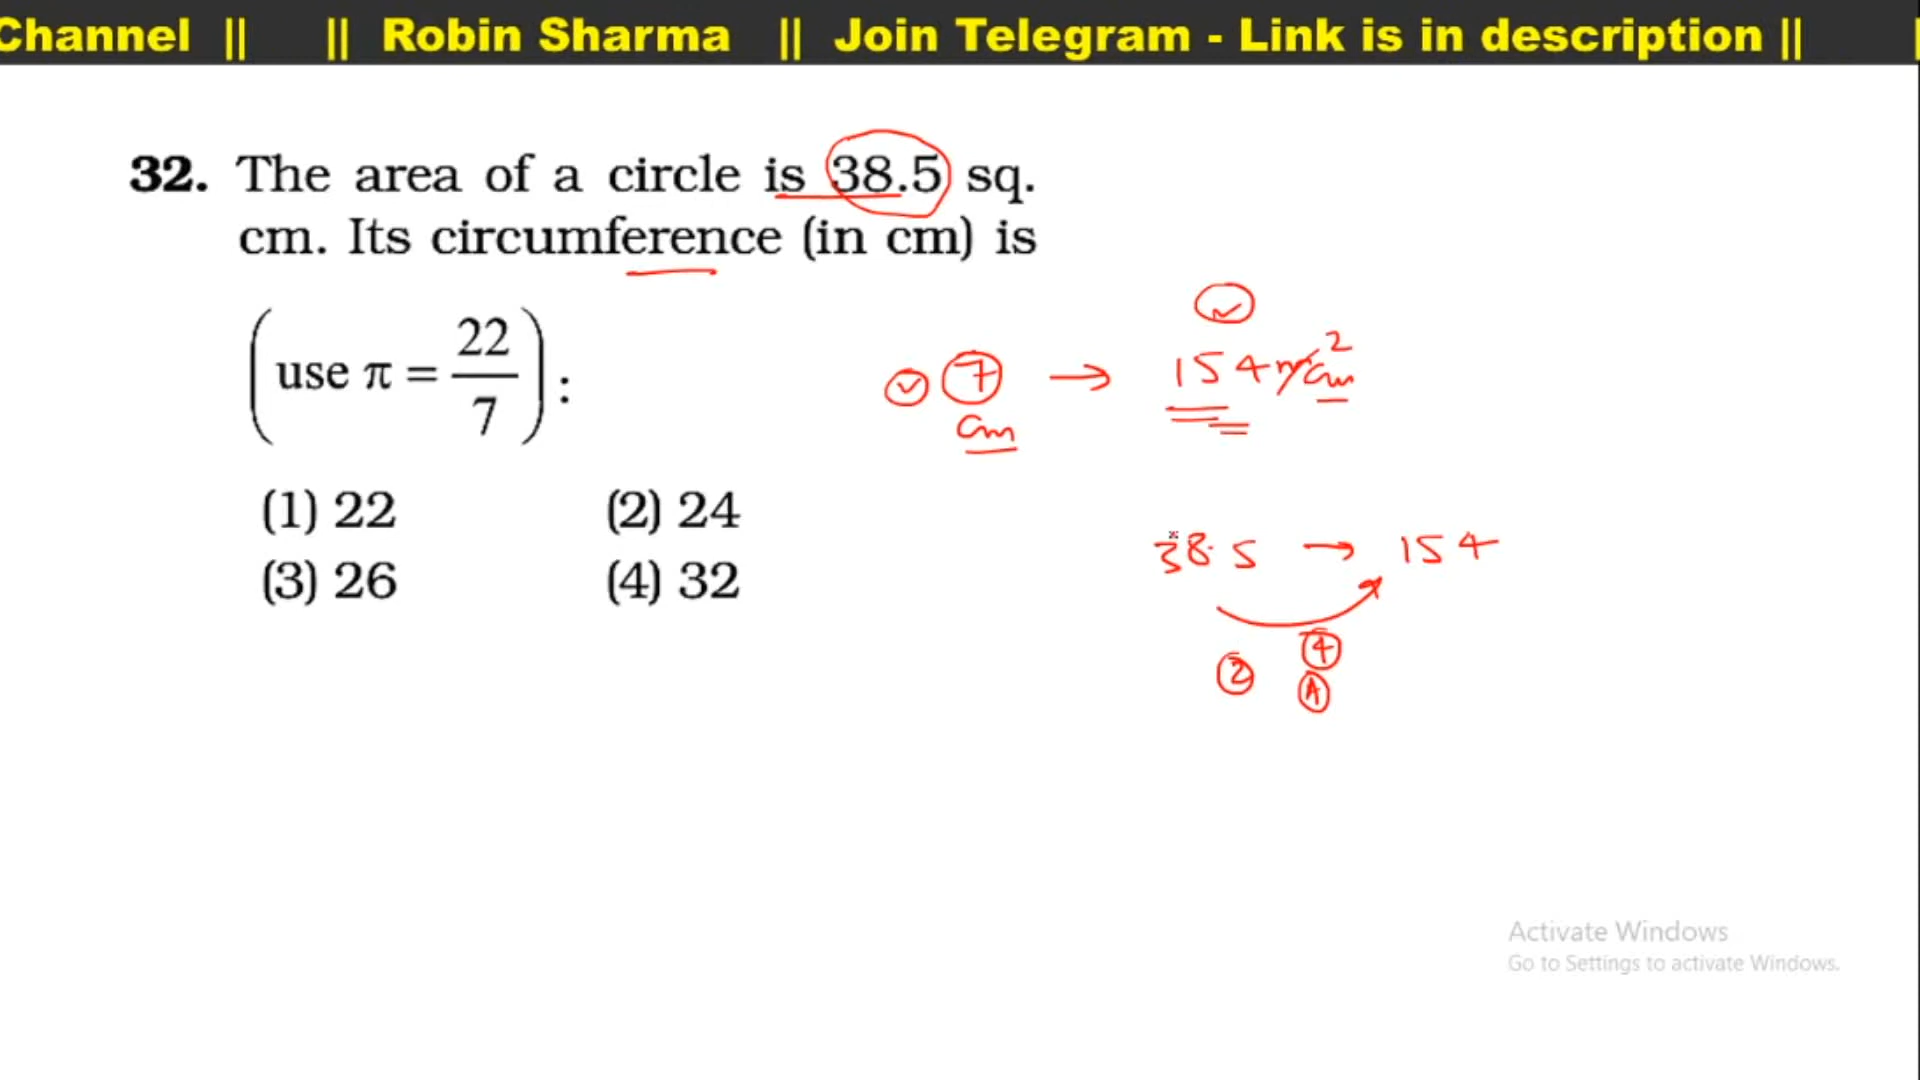 Channel || || Robin Sharma || Join Telegram - Link is in description ||
32. The area of a circle is 38.5 sq.
cm. Its circumference (in cm) is
(use π = 22/7) :
(1) 22 (2) 24
(3) 26 (4) 32
7 → 154 cm²
cm
38.5 → 154
4
2
A
Activate Windows
Go to Settings to activate Windows.